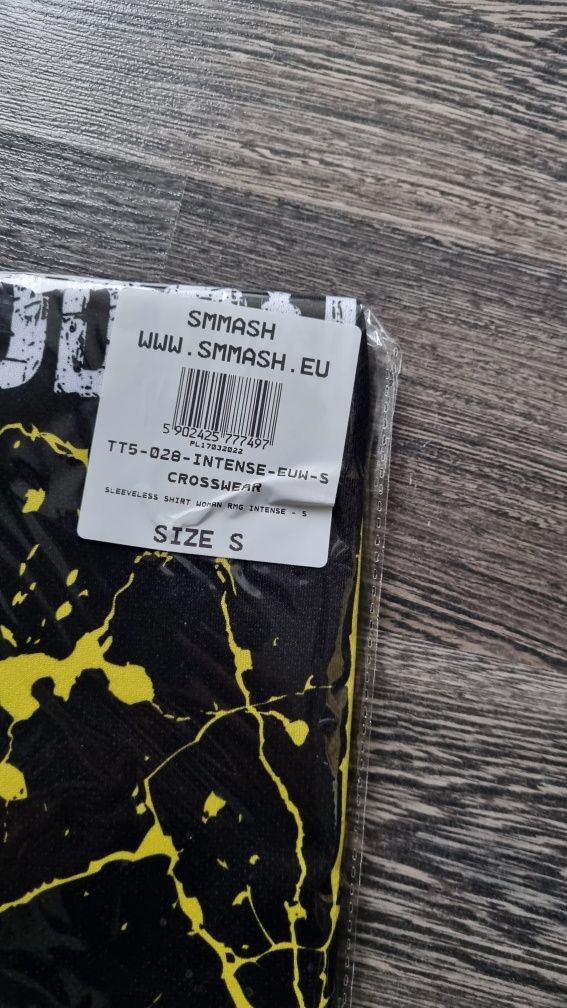 SMMASH
WWW.SMMASH.EU
5 902425 777497
PL17032022
TT5-028-INTENSE-EUW-S
CROSSWEAR
SLEEVELESS SHIRT WOMAN RMG INTENSE - S
SIZE S